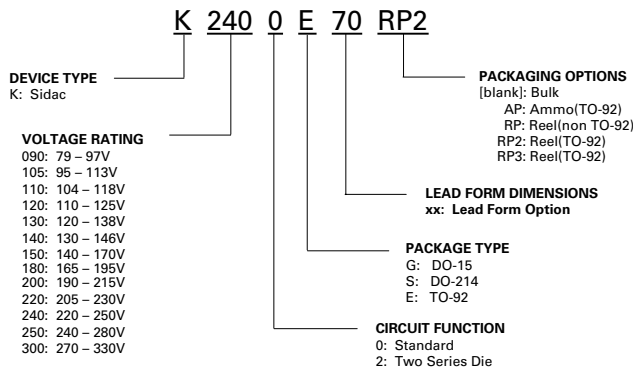 K 240 0 E 70 RP2
DEVICE TYPE
K: Sidac
VOLTAGE RATING
090: 79 – 97V
105: 95 – 113V
110: 104 – 118V
120: 110 – 125V
130: 120 – 138V
140: 130 – 146V
150: 140 – 170V
180: 165 – 195V
200: 190 – 215V
220: 205 – 230V
240: 220 – 250V
250: 240 – 280V
300: 270 – 330V
PACKAGING OPTIONS
[blank]: Bulk
AP: Ammo(TO-92)
RP: Reel(non TO-92)
RP2: Reel(TO-92)
RP3: Reel(TO-92)
LEAD FORM DIMENSIONS
xx: Lead Form Option
PACKAGE TYPE
G: DO-15
S: DO-214
E: TO-92
CIRCUIT FUNCTION
0: Standard
2: Two Series Die